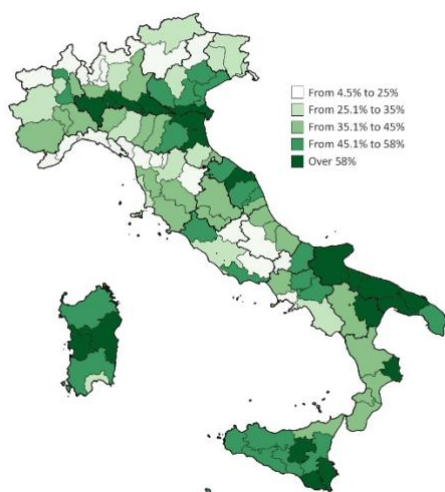 From 4.5% to 25%
From 25.1% to 35%
From 35.1% to 45%
From 45.1% to 58%
Over 58%